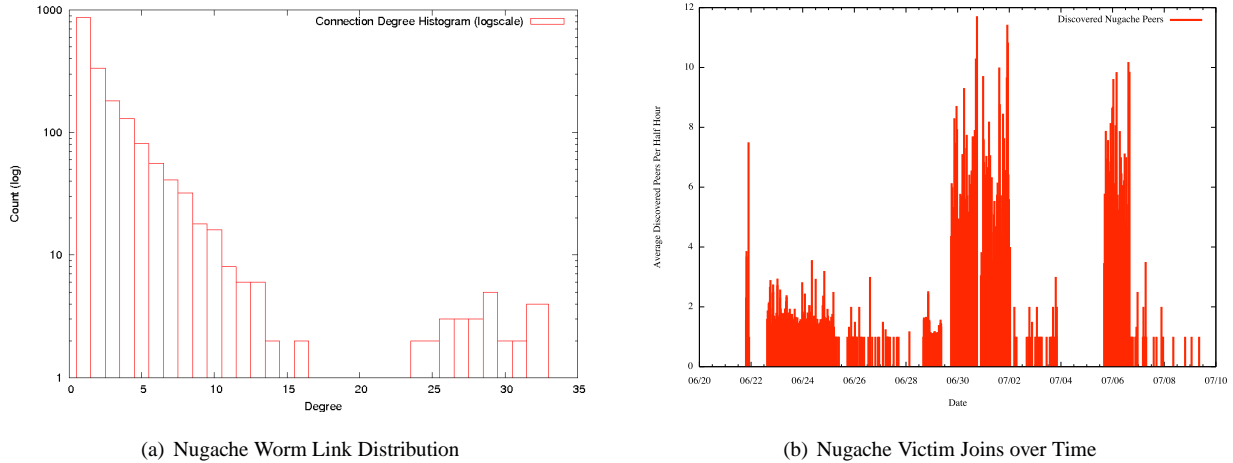 Connection Degree Histogram (logscale)
1000
100
10
1
Count (log)
0 5 10 15 20 25 30 35
Degree
(a) Nugache Worm Link Distribution
Discovered Nugache Peers
14
12
10
8
6
4
2
0
Average Discovered Peers Per Half Hour
06/20 06/22 06/24 06/26 06/28 06/30 07/02 07/04 07/06 07/08 07/10
Date
(b) Nugache Victim Joins over Time